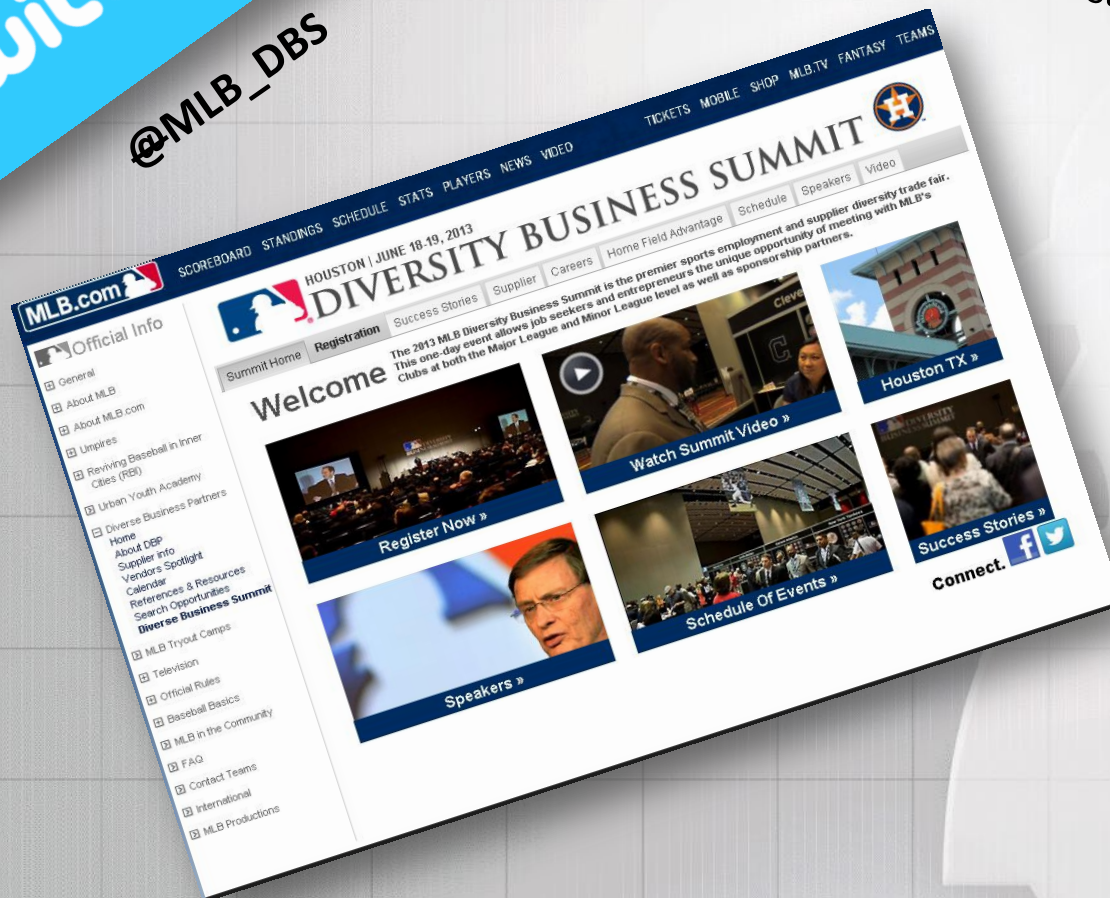 @MLB_DBS
MLB.com
SCOREBOARD STANDINGS SCHEDULE STATS PLAYERS NEWS VIDEO TICKETS MOBILE SHOP MLB.TV FANTASY TEAMS
Official Info
General
About MLB
About MLB.com
Umpires
Reviving Baseball in Inner
Cities (RBI)
Urban Youth Academy
Diverse Business Partners
Home
About DBP
Supplier info
Vendors Spotlight
Calendar
References & Resources
Search Opportunities
Diverse Business Summit
MLB Tryout Camps
Television
Official Rules
Baseball Basics
MLB in the Community
FAQ
Contact Teams
International
MLB Productions
HOUSTON | JUNE 18-19, 2013
DIVERSITY BUSINESS SUMMIT
Summit Home Registration Success Stories Supplier Careers Home Field Advantage Schedule Speakers Video
Welcome
The 2013 MLB Diversity Business Summit is the premier sports employment and supplier diversity trade fair.
This one-day event allows job seekers and entrepreneurs the unique opportunity of meeting with MLB's
Clubs at both the Major League and Minor League level as well as sponsorship partners.
Register Now »
Watch Summit Video »
Houston TX »
Speakers »
Schedule Of Events »
Success Stories »
Connect.